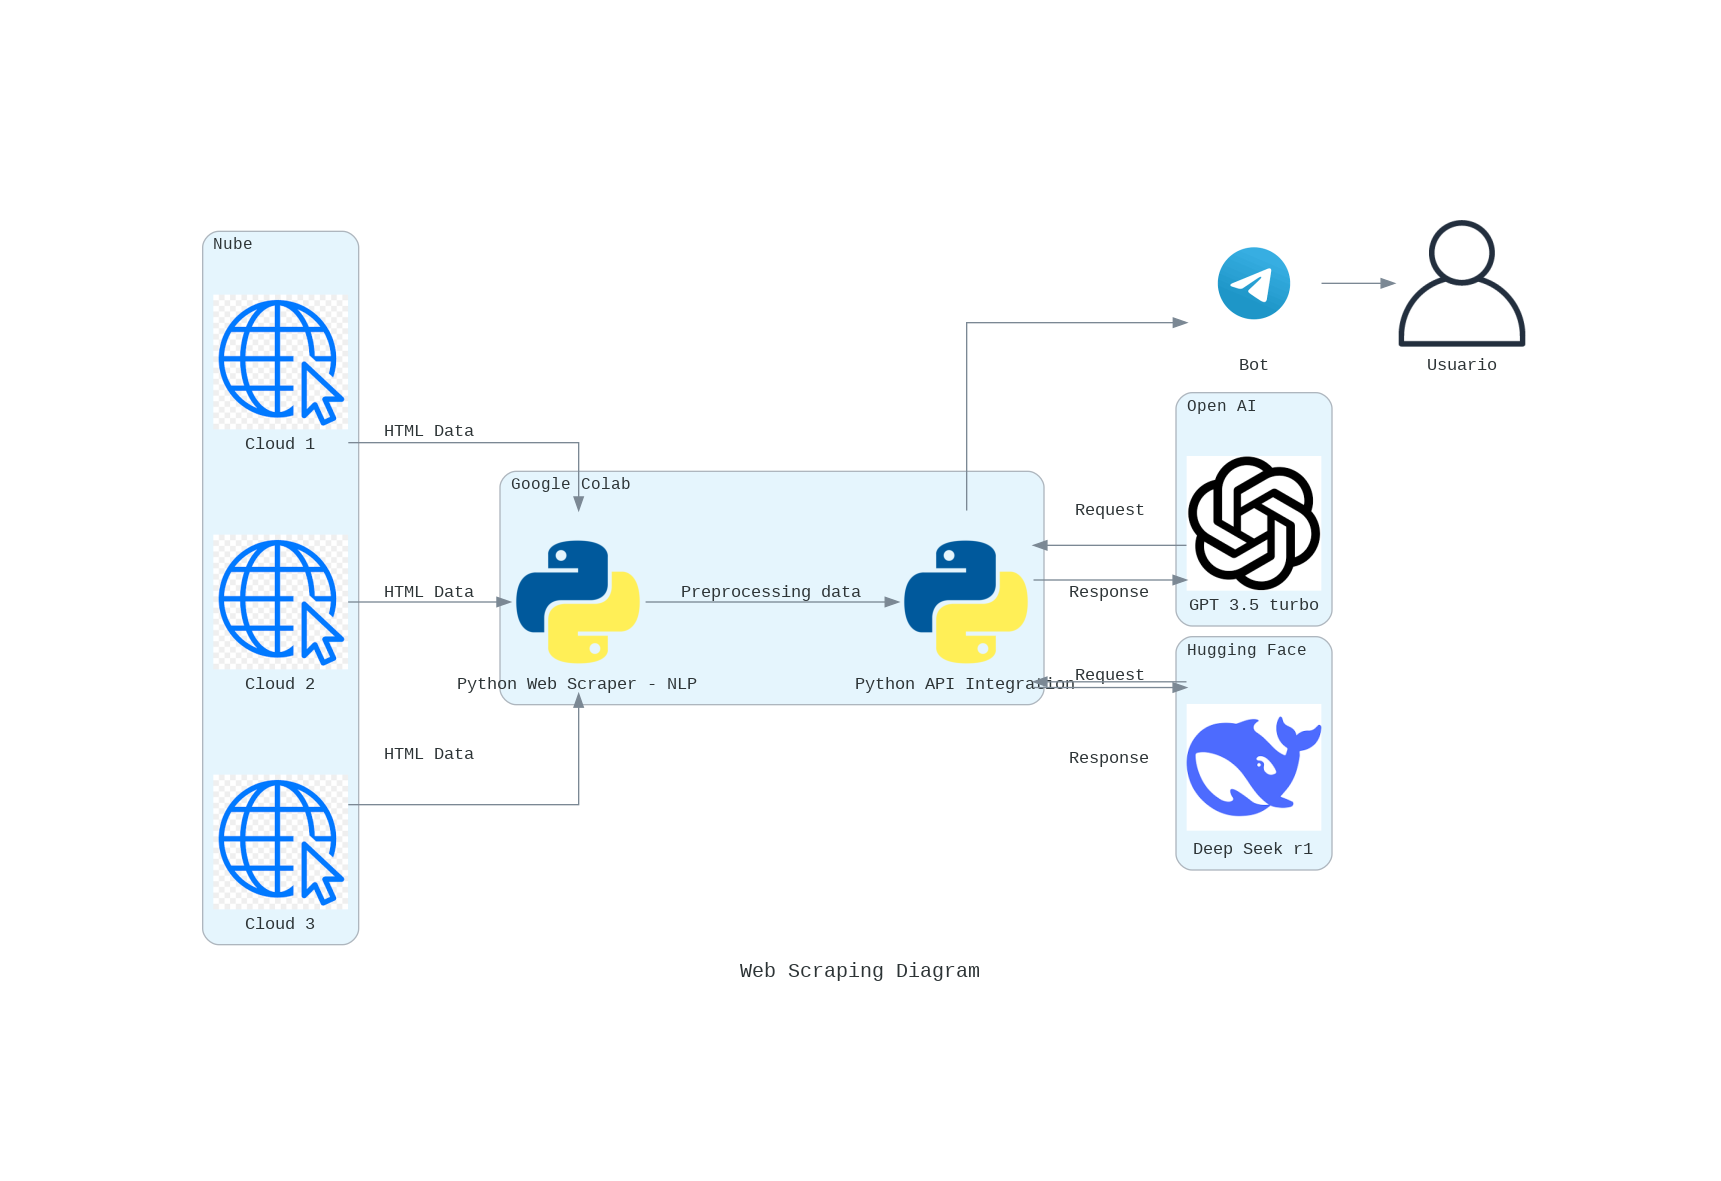 Nube
Cloud 1
Cloud 2
Cloud 3
HTML Data
HTML Data
HTML Data
Google Colab
Python Web Scraper - NLP
Preprocessing data
Python API Integration
Request
Response
Request
Response
Bot
Usuario
Open AI
GPT 3.5 turbo
Hugging Face
Deep Seek r1
Web Scraping Diagram